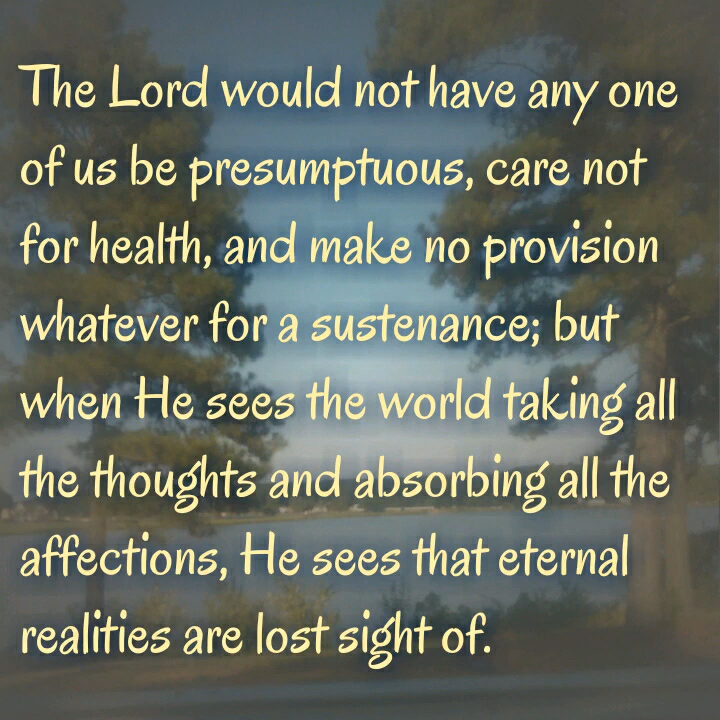 The Lord would not have any one
of us be presumptuous, care not
for health, and make no provision
whatever for a sustenance; but
when He sees the world taking all
the thoughts and absorbing all the
affections, He sees that eternal
realities are lost sight of.